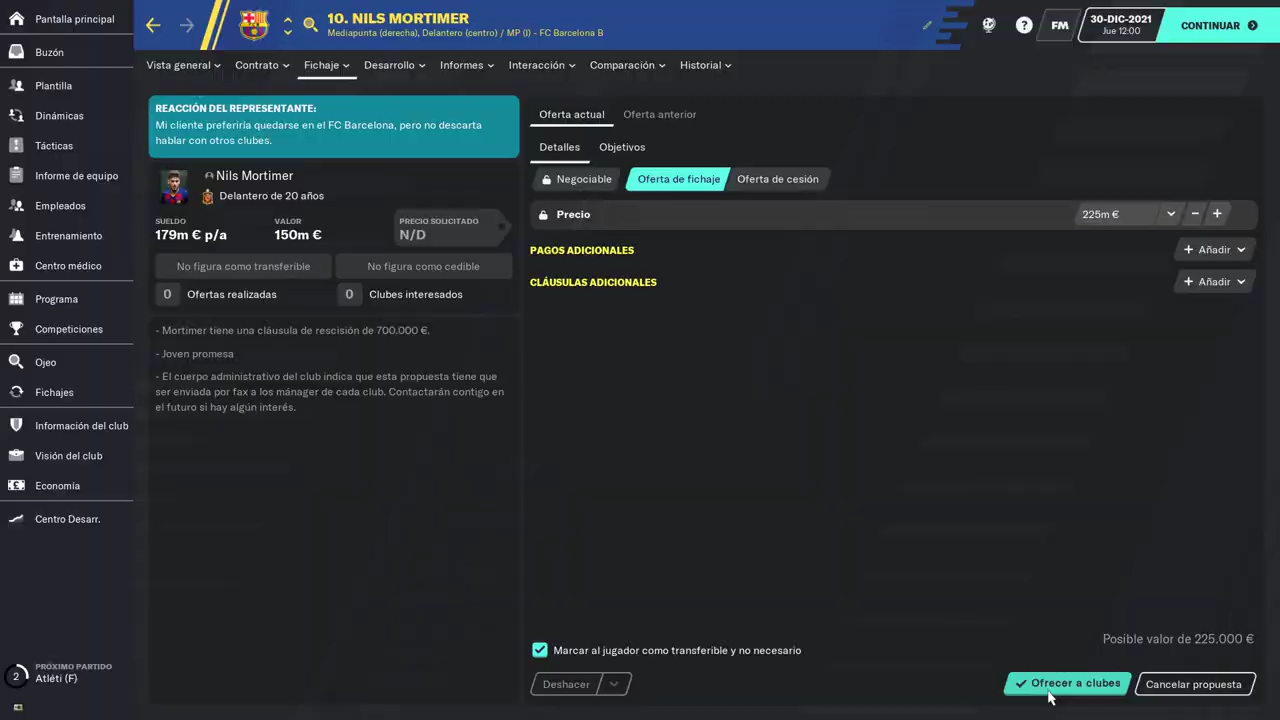 Pantalla principal
10. NILS MORTIMER
Mediapunta (derecha), Delantero (centro) / MP (I) - FC Barcelona B
FM
30-DIC-2021
Jue 12:00
CONTINUAR
Buzón
Plantilla
Dinámicas
Tácticas
Informe de equipo
Empleados
Entrenamiento
Centro médico
Programa
Competiciones
Ojeo
Fichajes
Información del club
Visión del club
Economía
Centro Desarr.
2
PRÓXIMO PARTIDO
Atléti (F)
Vista general
Contrato
Fichaje
Desarrollo
Informes
Interacción
Comparación
Historial
REACCIÓN DEL REPRESENTANTE:
Mi cliente preferiría quedarse en el FC Barcelona, pero no descarta
hablar con otros clubes.
Nils Mortimer
Delantero de 20 años
SUELDO
179m € p/a
VALOR
150m €
PRECIO SOLICITADO
N/D
No figura como transferible
No figura como cedible
0 Ofertas realizadas
0 Clubes interesados
- Mortimer tiene una cláusula de rescisión de 700.000 €.
- Joven promesa
- El cuerpo administrativo del club indica que esta propuesta tiene que
ser enviada por fax a los mánager de cada club. Contactarán contigo en
el futuro si hay algún interés.
Oferta actual
Oferta anterior
Detalles
Objetivos
Negociable
Oferta de fichaje
Oferta de cesión
Precio
225m €
PAGOS ADICIONALES
Añadir
CLÁUSULAS ADICIONALES
Añadir
Posible valor de 225.000 €
Marcar al jugador como transferible y no necesario
Deshacer
Ofrecer a clubes
Cancelar propuesta